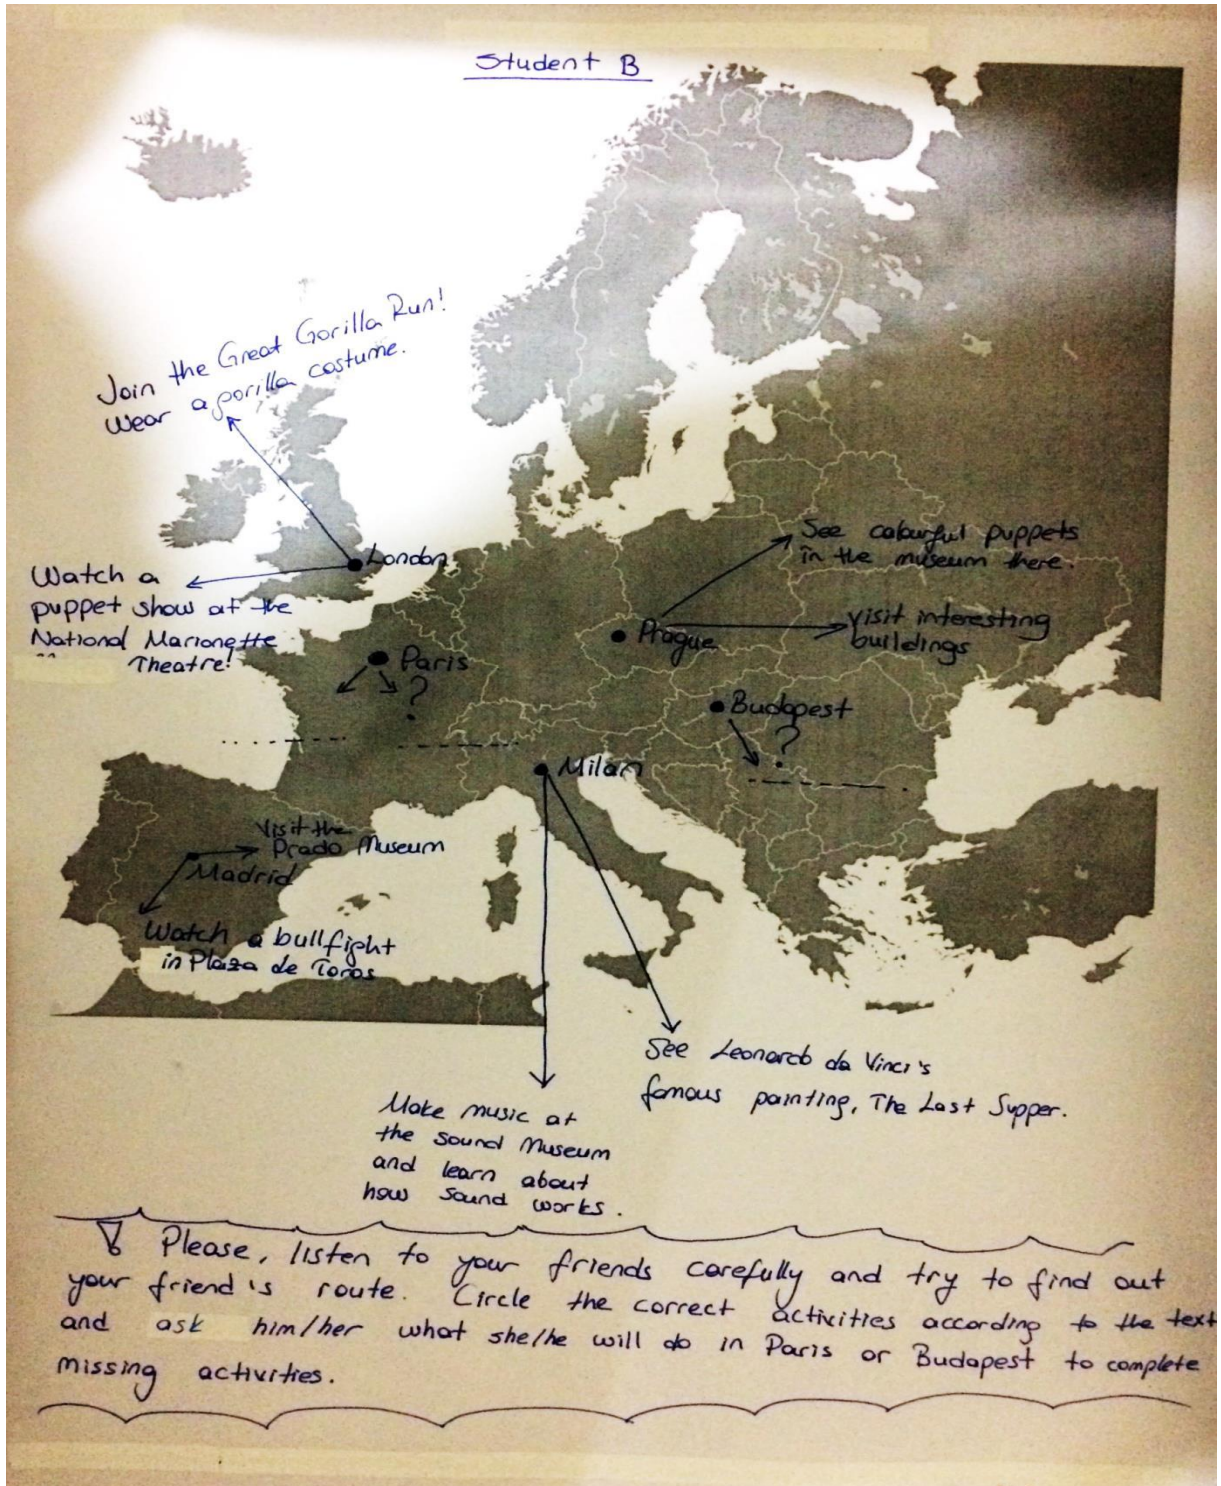 Student B
Join the Great Gorilla Run!
Wear a gorilla costume.
London
Watch a
puppet show at the
National Marionette
Theatre!
See colourful puppets
in the museum there.
Prague
visit interesting
buildings
Paris
?
Budapest
?
Milan
Visit the
Prado Museum
Madrid
Watch a bullfight
in Plaza de Toros
See Leonardo da Vinci's
famous painting, The Last Supper.
Make music at
the Sound Museum
and learn about
how sound works.
Please, listen to your friends carefully and try to find out
your friend's route. Circle the correct activities according to the text
and ask him/her what she/he will do in Paris or Budapest to complete
missing activities.